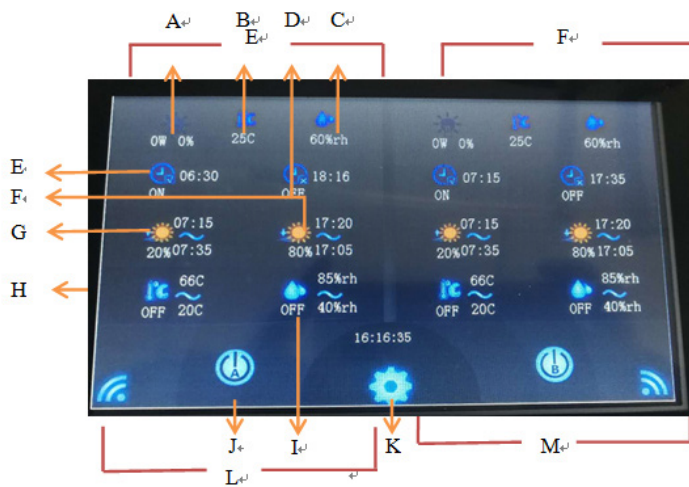 A B D C
E F
0W 0% 25C 60%rh 0W 0% 25C 60%rh
E 06:30 18:16 07:15 17:35
ON OFF ON OFF
F
07:15 17:20 07:15 17:20
G
20% 07:35 80% 17:05 20% 07:35 80% 17:05
66C 85%rh 66C 85%rh
H
OFF 20C OFF 40%rh OFF 20C OFF 40%rh
16:16:35
A B
J I K M
L